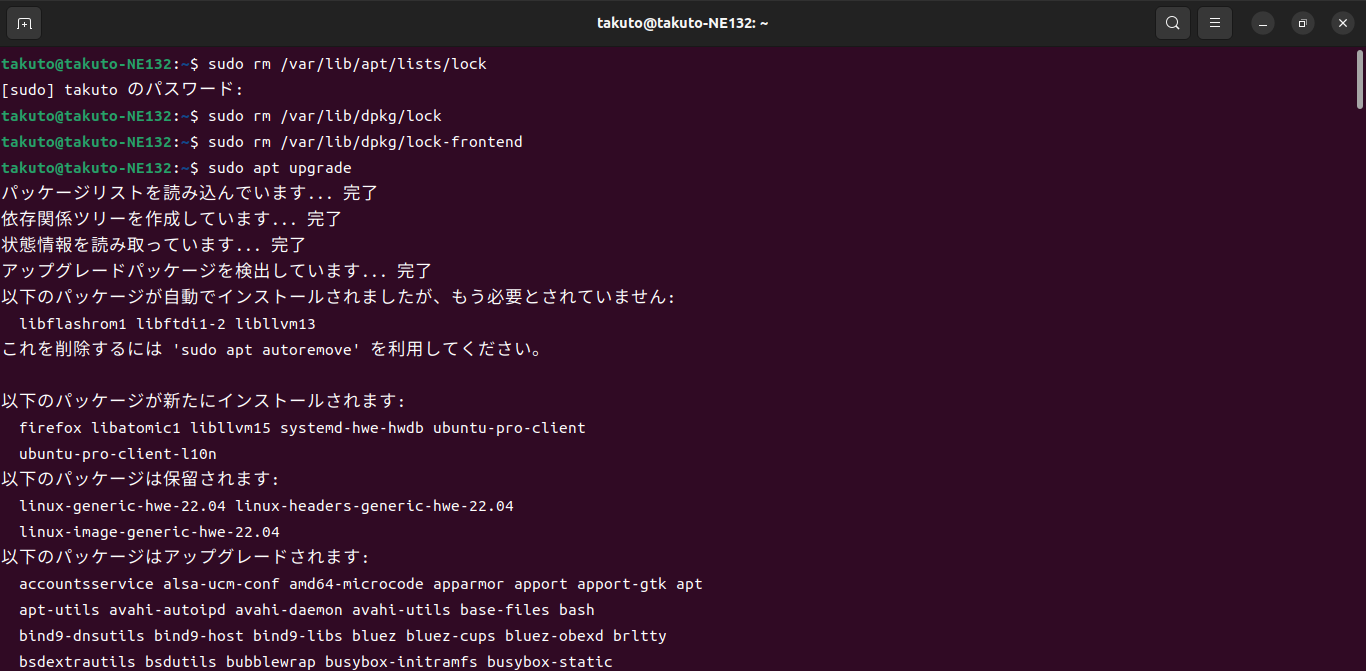 takuto@takuto-NE132: ~
takuto@takuto-NE132:~$ sudo rm /var/lib/apt/lists/lock
[sudo] takuto のパスワード:
takuto@takuto-NE132:~$ sudo rm /var/lib/dpkg/lock
takuto@takuto-NE132:~$ sudo rm /var/lib/dpkg/lock-frontend
takuto@takuto-NE132:~$ sudo apt upgrade
パッケージリストを読み込んでいます... 完了
依存関係ツリーを作成しています... 完了
状態情報を読み取っています... 完了
アップグレードパッケージを検出しています... 完了
以下のパッケージが自動でインストールされましたが、もう必要とされていません:
  libflashrom1 libftdi1-2 libllvm13
これを削除するには 'sudo apt autoremove' を利用してください。
以下のパッケージが新たにインストールされます:
  firefox libatomic1 libllvm15 systemd-hwe-hwdb ubuntu-pro-client
  ubuntu-pro-client-l10n
以下のパッケージは保留されます:
  linux-generic-hwe-22.04 linux-headers-generic-hwe-22.04
  linux-image-generic-hwe-22.04
以下のパッケージはアップグレードされます:
  accountsservice alsa-ucm-conf amd64-microcode apparmor apport apport-gtk apt
  apt-utils avahi-autoipd avahi-daemon avahi-utils base-files bash
  bind9-dnsutils bind9-host bind9-libs bluez bluez-cups bluez-obexd brltty
  bsdextrautils bsdutils bubblewrap busybox-initramfs busybox-static